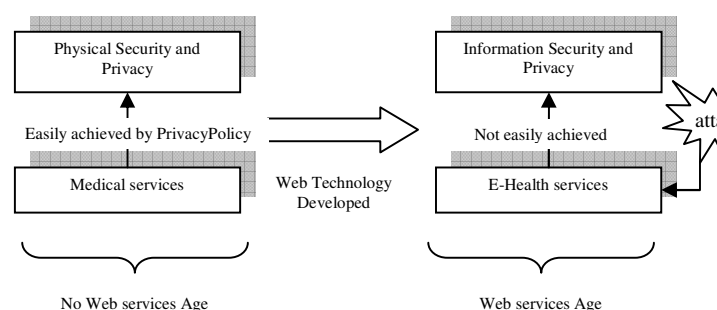 Physical Security and
Privacy
Easily achieved by PrivacyPolicy
Medical services
No Web services Age
Web Technology
Developed
Information Security and
Privacy
Not easily achieved
E-Health services
Web services Age